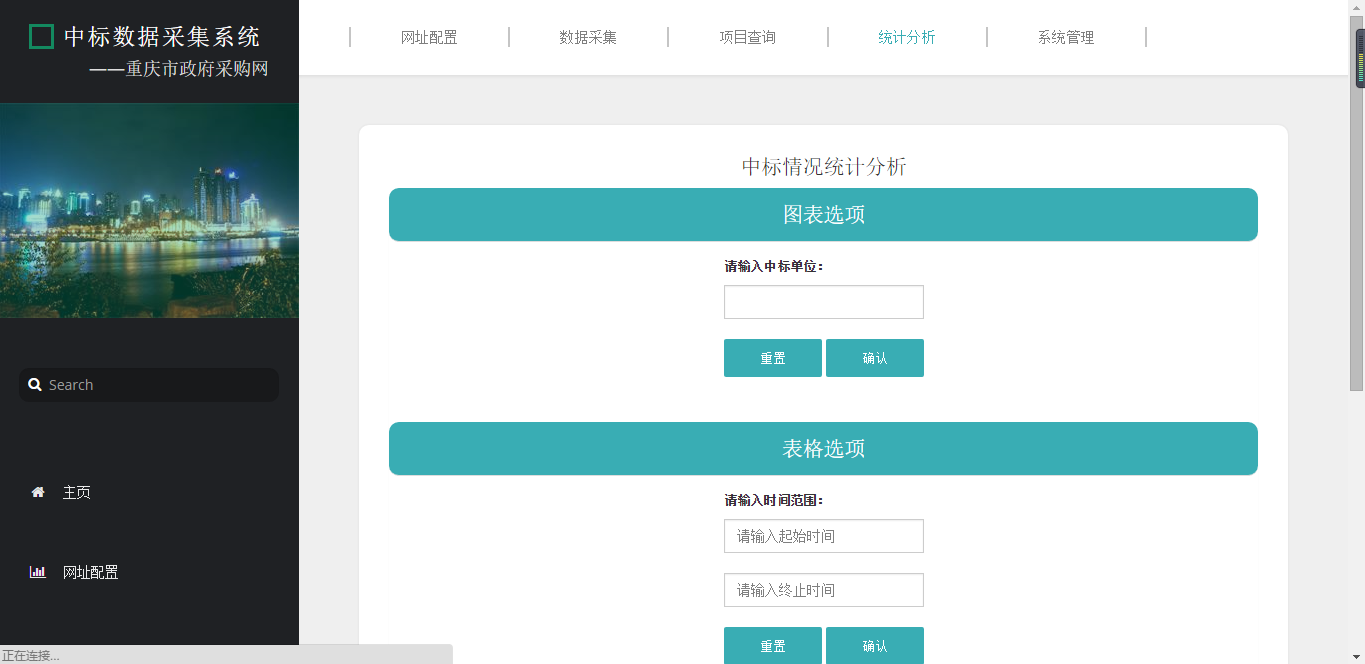 中标数据采集系统
——重庆市政府采购网
网址配置
数据采集
项目查询
统计分析
系统管理
Search
主页
网址配置
中标情况统计分析
图表选项
请输入中标单位：
重置
确认
表格选项
请输入时间范围：
请输入起始时间
请输入终止时间
重置
确认
正在连接...